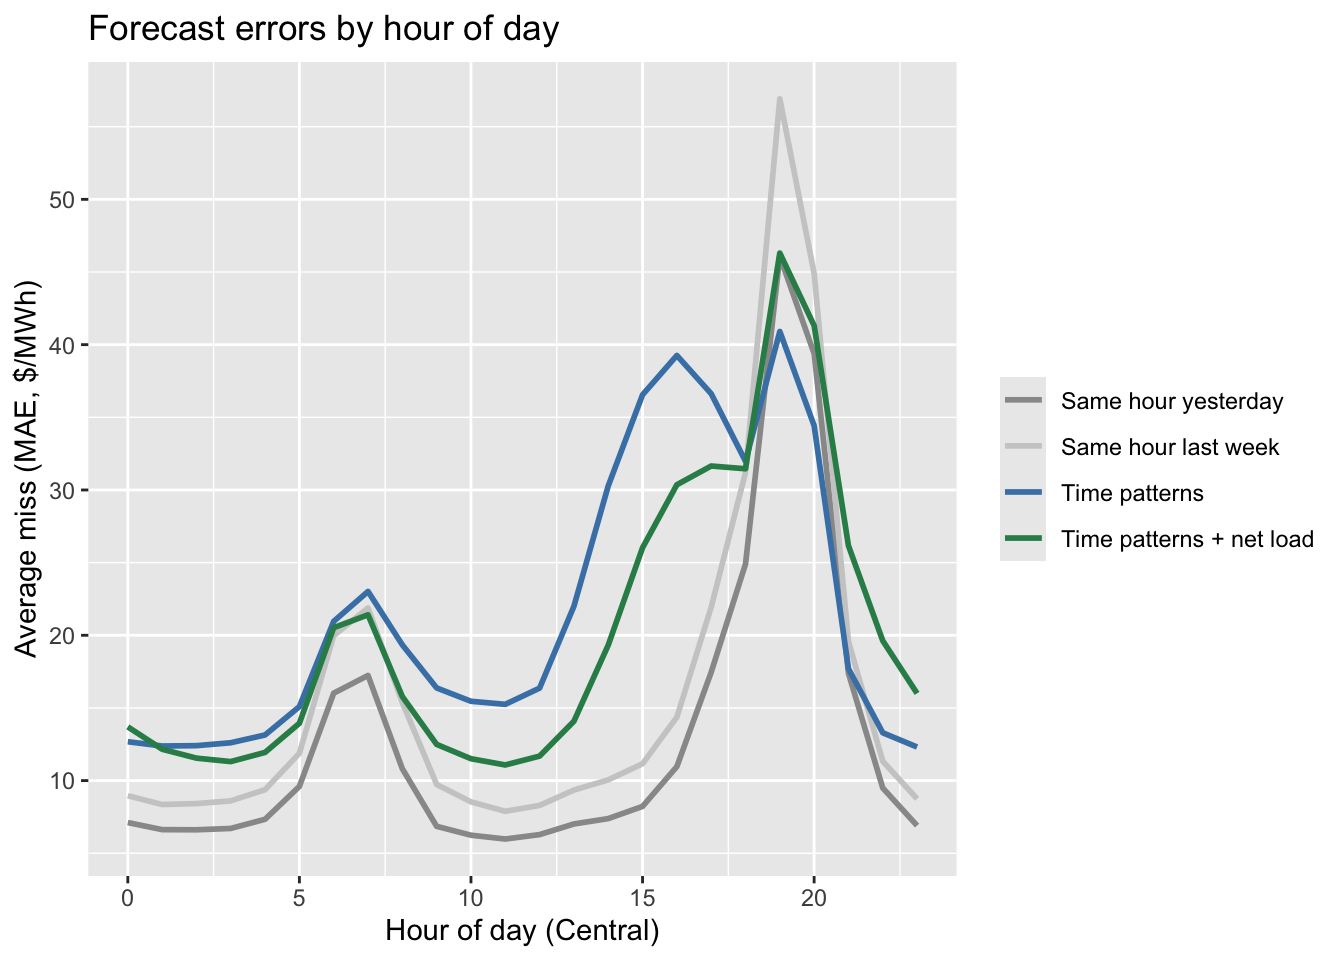 Forecast errors by hour of day
Average miss (MAE, $/MWh)
50
40
30
20
10
0 5 10 15 20
Hour of day (Central)
Same hour yesterday
Same hour last week
Time patterns
Time patterns + net load